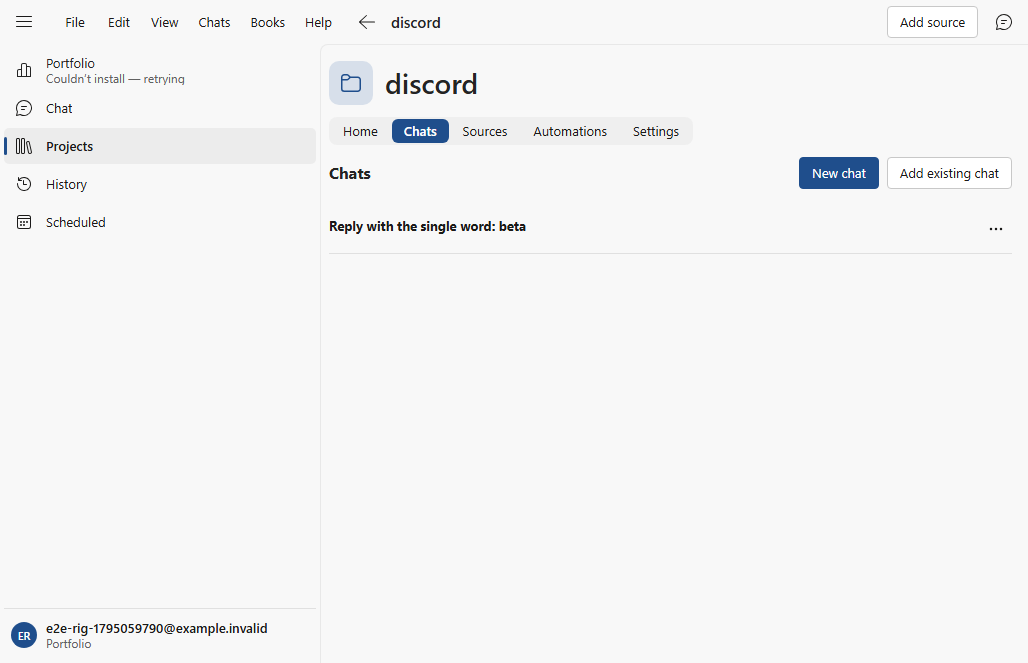 File Edit View Chats Books Help discord Add source
Portfolio
Couldn't install — retrying
Chat
Projects
History
Scheduled
discord
Home Chats Sources Automations Settings
Chats New chat Add existing chat
Reply with the single word: beta
ER e2e-rig-1795059790@example.invalid
Portfolio